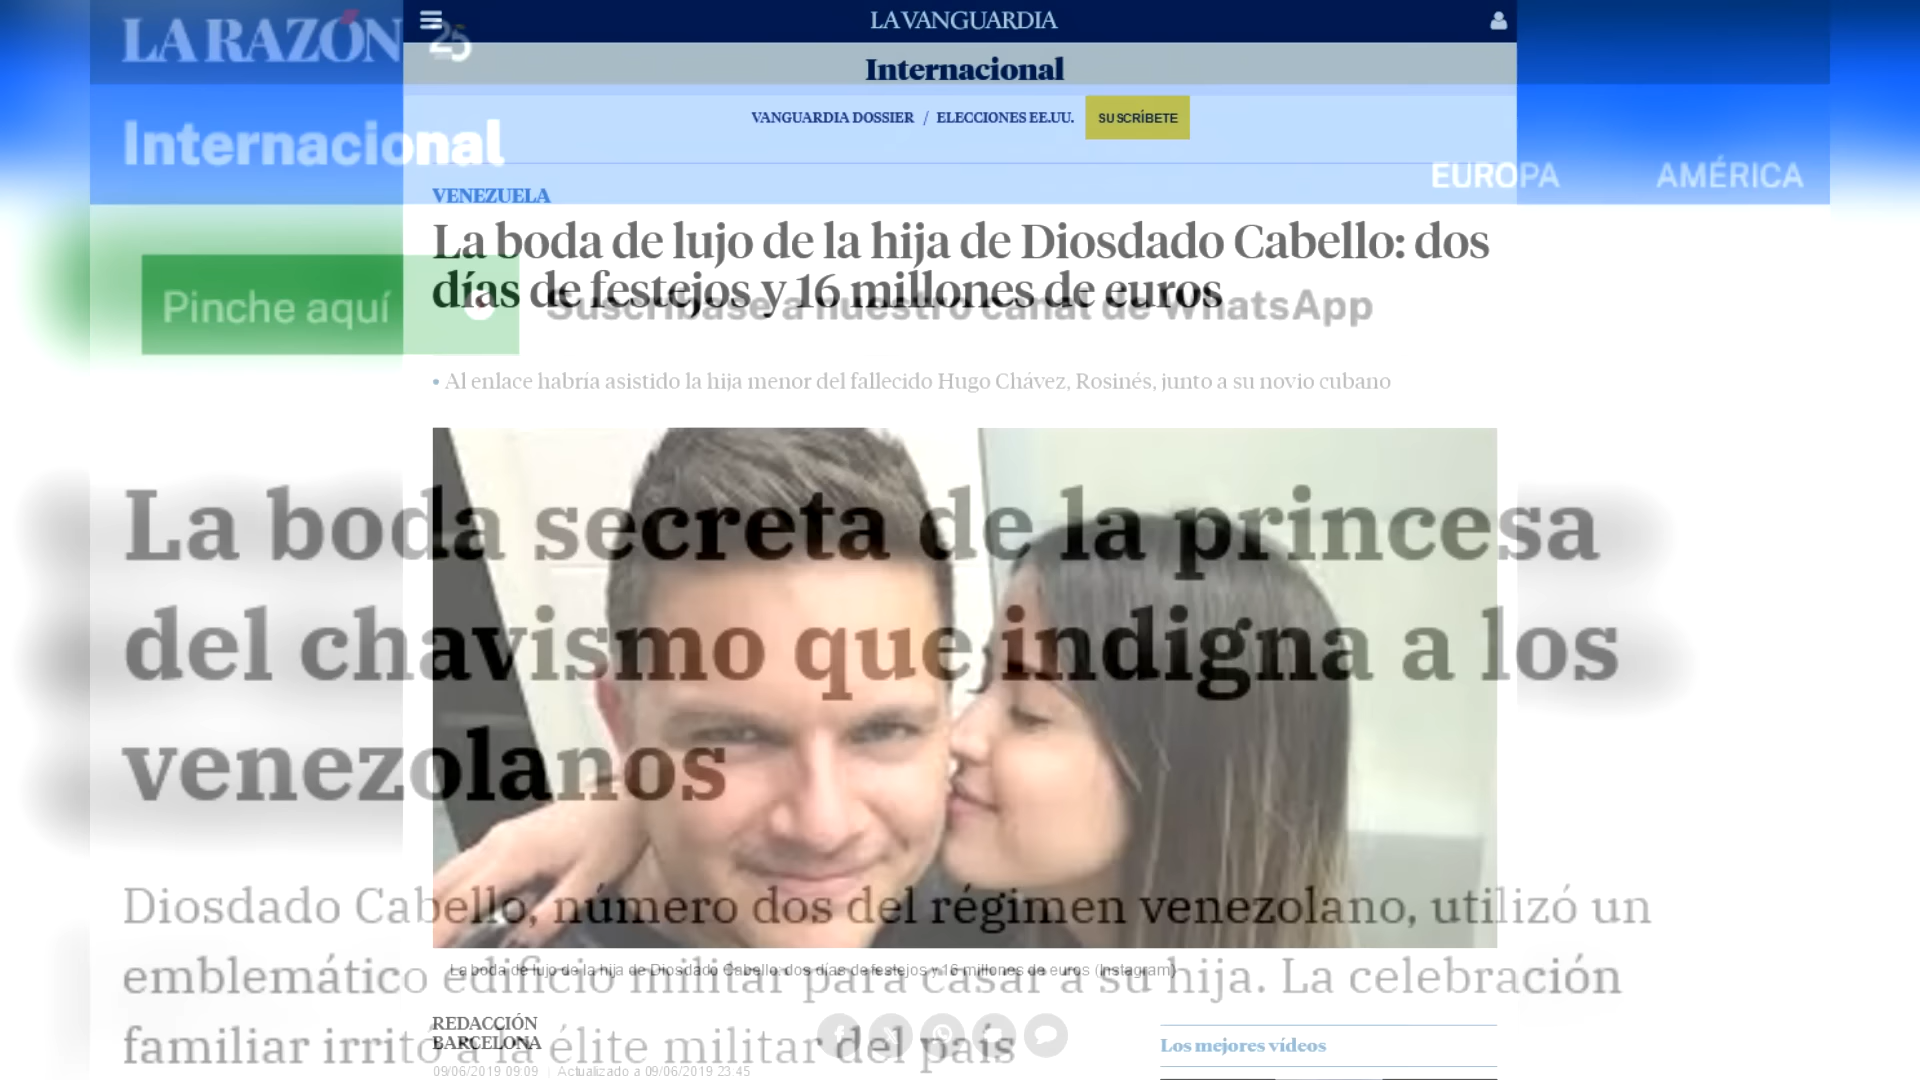 LA RAZÓN 25
LA VANGUARDIA
Internacional
VANGUARDIA DOSSIER / ELECCIONES EE.UU. SUSCRÍBETE
Internacional
EUROPA AMÉRICA
VENEZUELA
La boda de lujo de la hija de Diosdado Cabello: dos
días de festejos y 16 millones de euros
Pinche aquí
Suscríbase a nuestro canal de WhatsApp
• Al enlace habría asistido la hija menor del fallecido Hugo Chávez, Rosinés, junto a su novio cubano
La boda secreta de la princesa
del chavismo que indigna a los
venezolanos
Diosdado Cabello, número dos del régimen venezolano, utilizó un
emblemático edificio militar para casar a su hija. La celebración
familiar irritó a la élite militar del país
La boda de lujo de la hija de Diosdado Cabello: dos días de festejos y 16 millones de euros (Instagram)
REDACCIÓN
BARCELONA
09/06/2019 09:09 | Actualizado a 09/06/2019 23:45
Los mejores vídeos